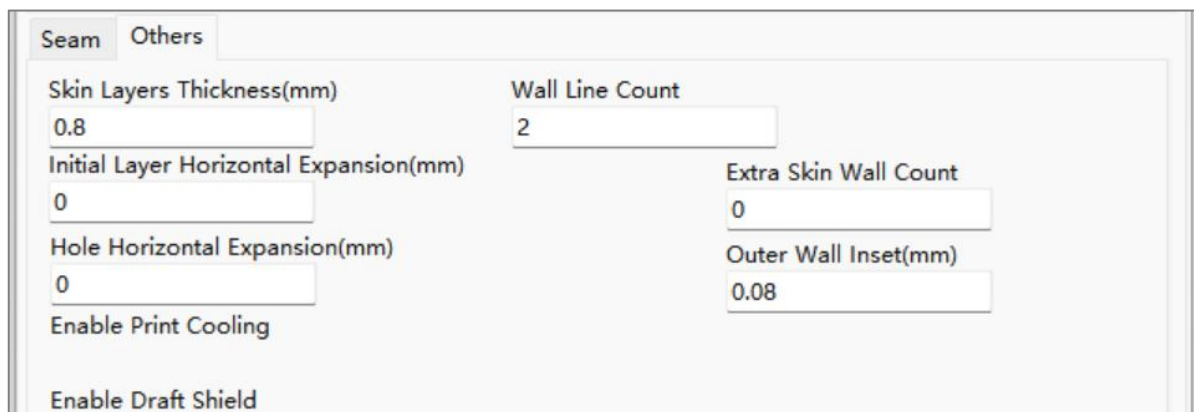 Seam Others
Skin Layers Thickness(mm) Wall Line Count
0.8 2
Initial Layer Horizontal Expansion(mm) Extra Skin Wall Count
0 0
Hole Horizontal Expansion(mm) Outer Wall Inset(mm)
0 0.08
Enable Print Cooling
Enable Draft Shield